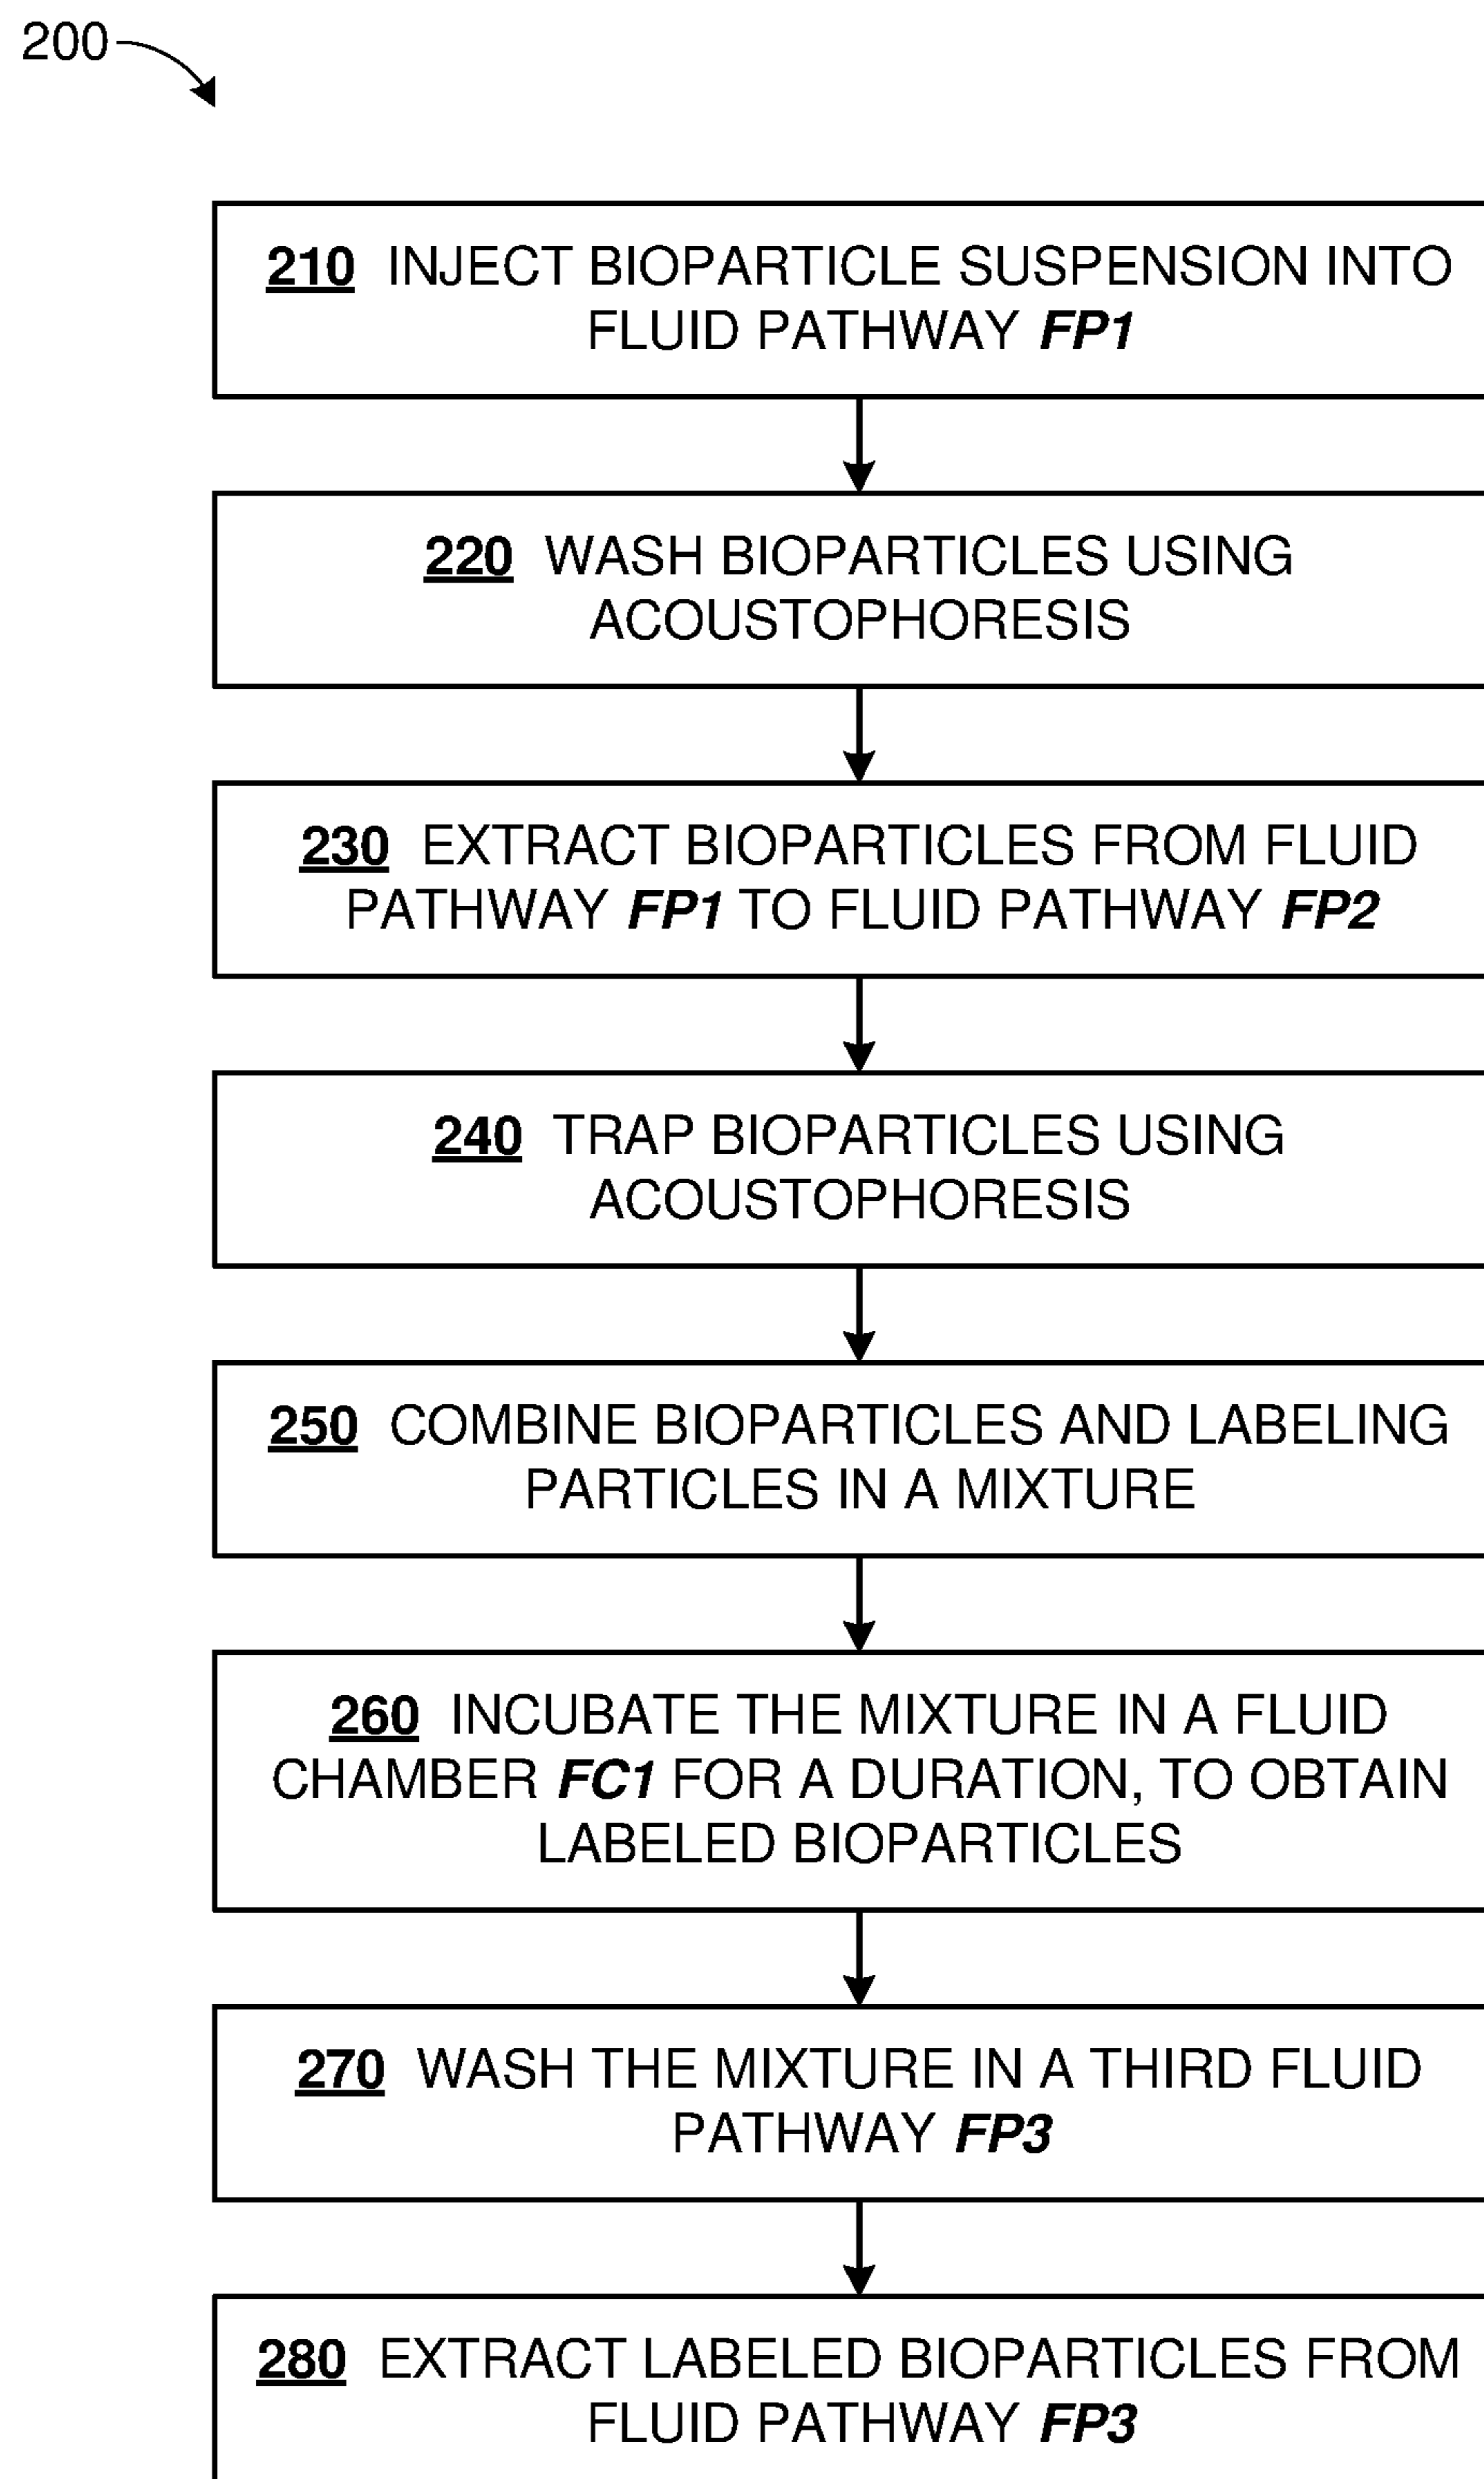 200
210 INJECT BIOPARTICLE SUSPENSION INTO
FLUID PATHWAY FP1
220 WASH BIOPARTICLES USING
ACOUSTOPHORESIS
230 EXTRACT BIOPARTICLES FROM FLUID
PATHWAY FP1 TO FLUID PATHWAY FP2
240 TRAP BIOPARTICLES USING
ACOUSTOPHORESIS
250 COMBINE BIOPARTICLES AND LABELING
PARTICLES IN A MIXTURE
260 INCUBATE THE MIXTURE IN A FLUID
CHAMBER FC1 FOR A DURATION, TO OBTAIN
LABELED BIOPARTICLES
270 WASH THE MIXTURE IN A THIRD FLUID
PATHWAY FP3
280 EXTRACT LABELED BIOPARTICLES FROM
FLUID PATHWAY FP3